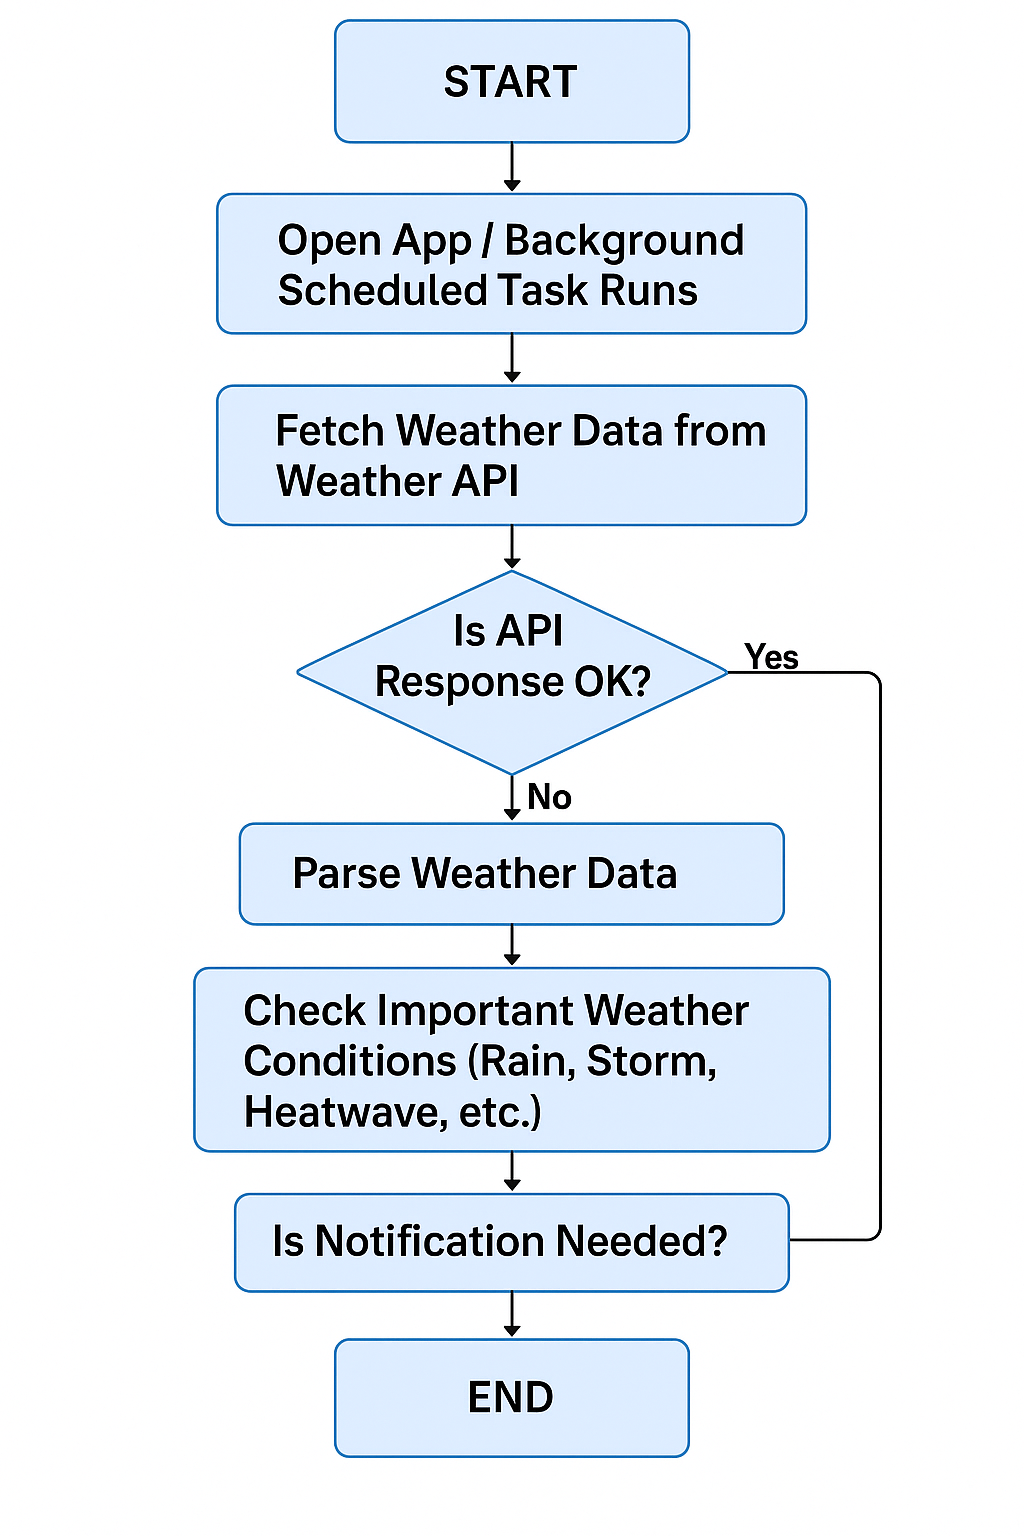 START
Open App / Background
Scheduled Task Runs
Fetch Weather Data from
Weather API
Is API
Response OK?
Yes
No
Parse Weather Data
Check Important Weather
Conditions (Rain, Storm,
Heatwave, etc.)
Is Notification Needed?
END